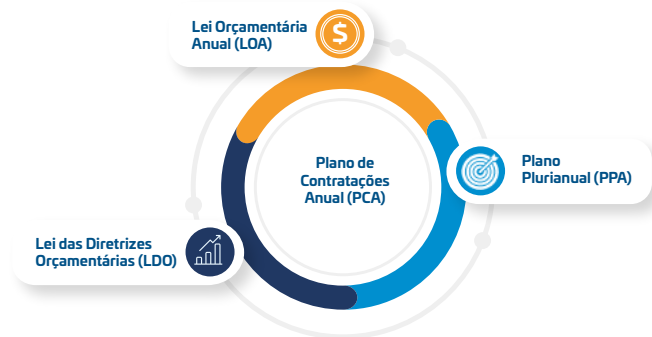 Lei Orçamentária
Anual (LOA)
$
Plano de
Contratações
Anual (PCA)
Plano
Plurianual (PPA)
Lei das Diretrizes
Orçamentárias (LDO)